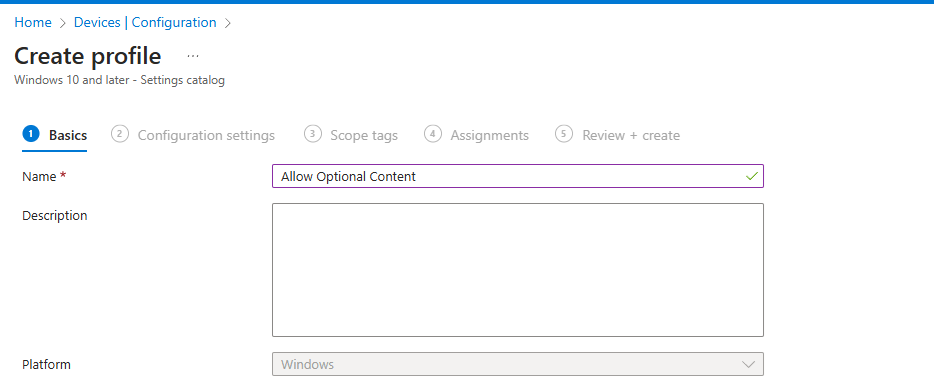 Home > Devices | Configuration >
Create profile ...
Windows 10 and later - Settings catalog
1 Basics 2 Configuration settings 3 Scope tags 4 Assignments 5 Review + create
Name * Allow Optional Content
Description
Platform Windows